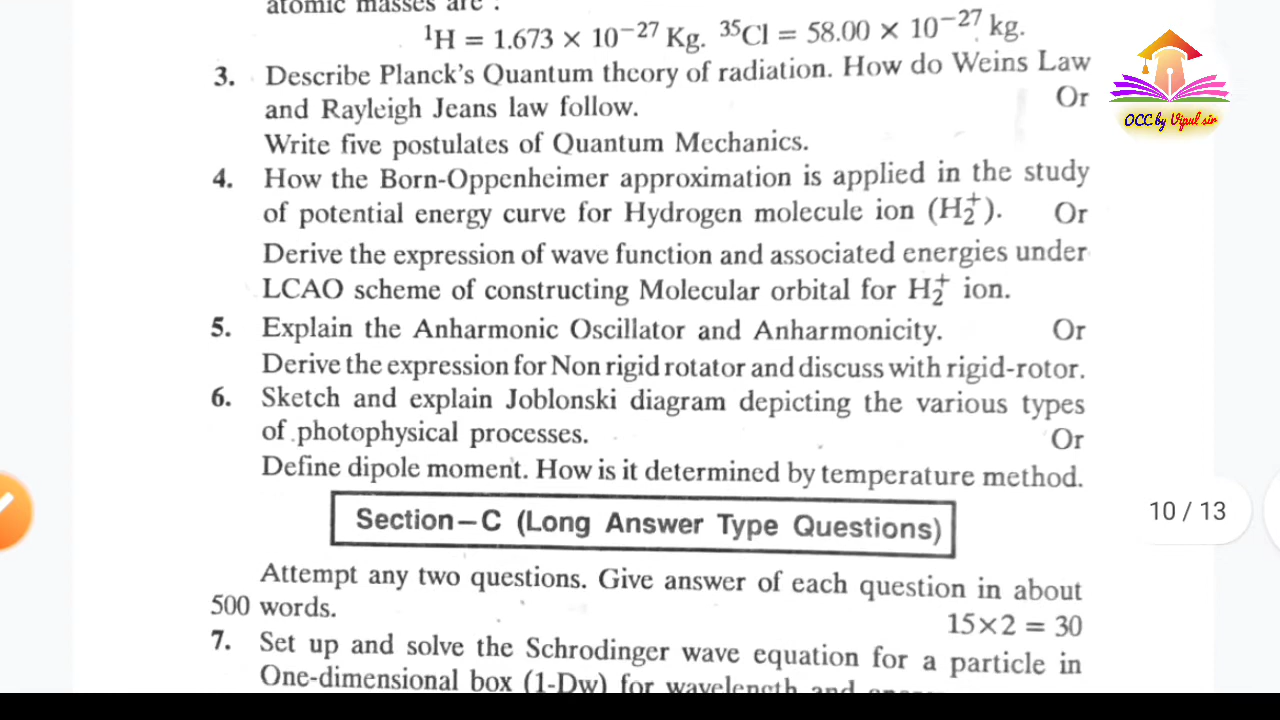 atomic masses are :
¹H = 1.673 × 10⁻²⁷ Kg. ³⁵Cl = 58.00 × 10⁻²⁷ kg.
3. Describe Planck's Quantum theory of radiation. How do Weins Law
and Rayleigh Jeans law follow. Or
Write five postulates of Quantum Mechanics.
4. How the Born-Oppenheimer approximation is applied in the study
of potential energy curve for Hydrogen molecule ion (H₂⁺). Or
Derive the expression of wave function and associated energies under
LCAO scheme of constructing Molecular orbital for H₂⁺ ion.
5. Explain the Anharmonic Oscillator and Anharmonicity. Or
Derive the expression for Non rigid rotator and discuss with rigid-rotor.
6. Sketch and explain Joblonski diagram depicting the various types
of photophysical processes. Or
Define dipole moment. How is it determined by temperature method.
Section–C (Long Answer Type Questions)
Attempt any two questions. Give answer of each question in about
500 words. 15×2 = 30
7. Set up and solve the Schrodinger wave equation for a particle in
One-dimensional box (1-Dw) for wavelength and
OCC by Vipul sir
10 / 13